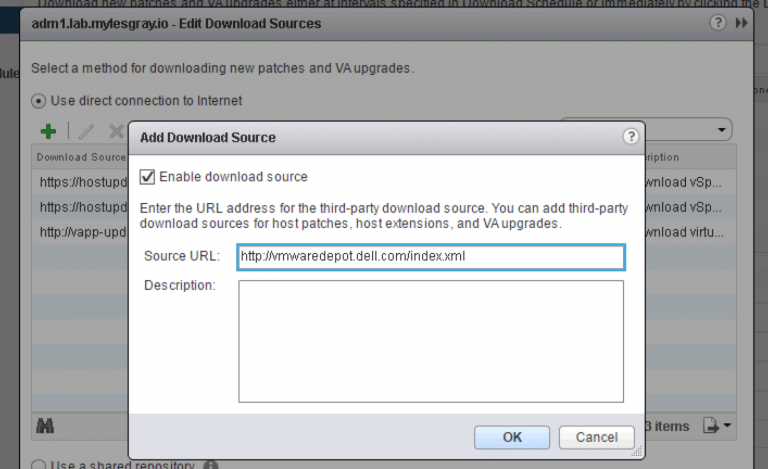 Download new patches and VA upgrades either at intervals specified in Download Schedule or immediately by clicking the
adm1.lab.mylesgray.io - Edit Download Sources
Select a method for downloading new patches and VA upgrades.
Use direct connection to Internet
Add Download Source
Download Source
ription
Enable download source
https://hostupd
wnload vSp...
Enter the URL address for the third-party download source. You can add third-party
https://hostupd
wnload vSp...
download sources for host patches, host extensions, and VA upgrades.
http://vapp-upd
wnload virtu...
Source URL: http://vmwaredepot.dell.com/index.xml
Description:
3 items
OK Cancel
Use a shared repository